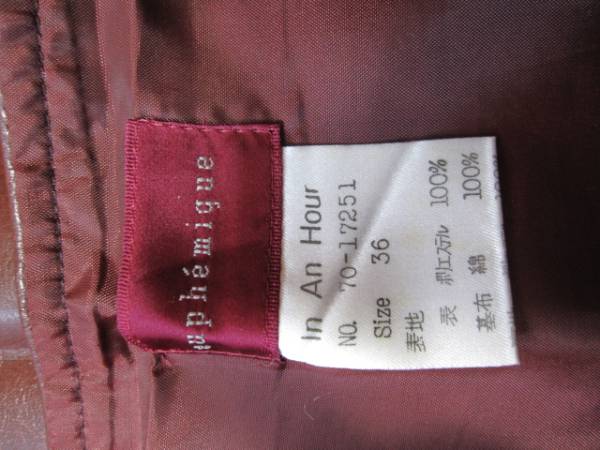 aphémique
In An Hour
NO. 70-17251
Size 36
表地
表 ポリエステル 100%
基布 綿 100%